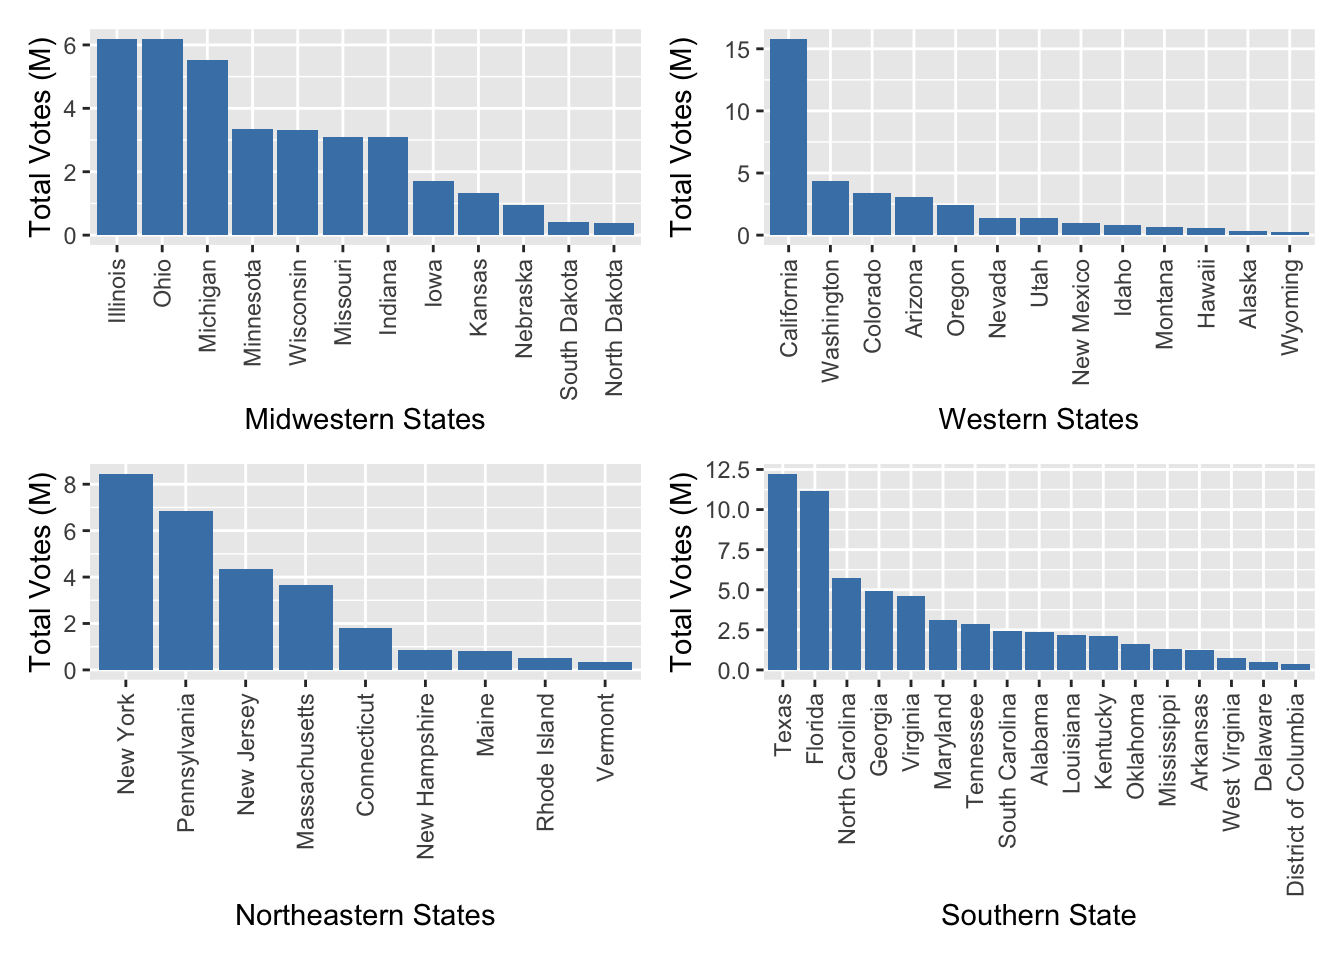 Total Votes (M)
6
4
2
0
Illinois
Ohio
Michigan
Minnesota
Wisconsin
Missouri
Indiana
Iowa
Kansas
Nebraska
South Dakota
North Dakota
Midwestern States
Total Votes (M)
15
10
5
0
California
Washington
Colorado
Arizona
Oregon
Nevada
Utah
New Mexico
Idaho
Montana
Hawaii
Alaska
Wyoming
Western States
Total Votes (M)
8
6
4
2
0
New York
Pennsylvania
New Jersey
Massachusetts
Connecticut
New Hampshire
Maine
Rhode Island
Vermont
Northeastern States
Total Votes (M)
12.5
10.0
7.5
5.0
2.5
0.0
Texas
Florida
North Carolina
Georgia
Virginia
Maryland
Tennessee
South Carolina
Alabama
Louisiana
Kentucky
Oklahoma
Mississippi
Arkansas
West Virginia
Delaware
District of Columbia
Southern State